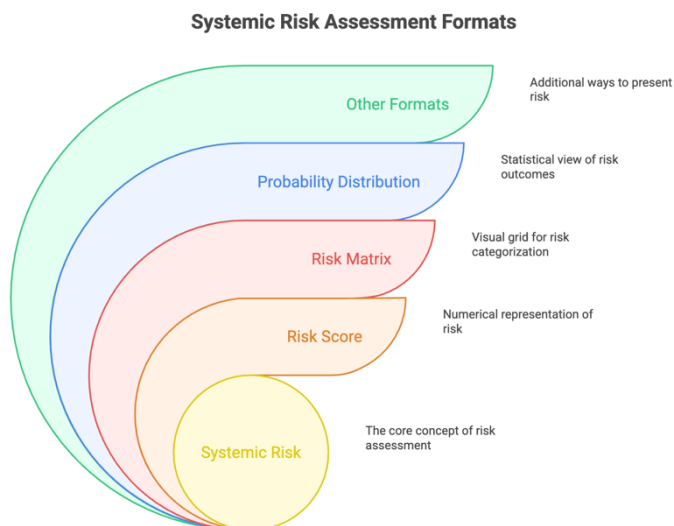 Systemic Risk Assessment Formats
Other Formats
Additional ways to present
risk
Probability Distribution
Statistical view of risk
outcomes
Risk Matrix
Visual grid for risk
categorization
Risk Score
Numerical representation of
risk
Systemic Risk
The core concept of risk
assessment